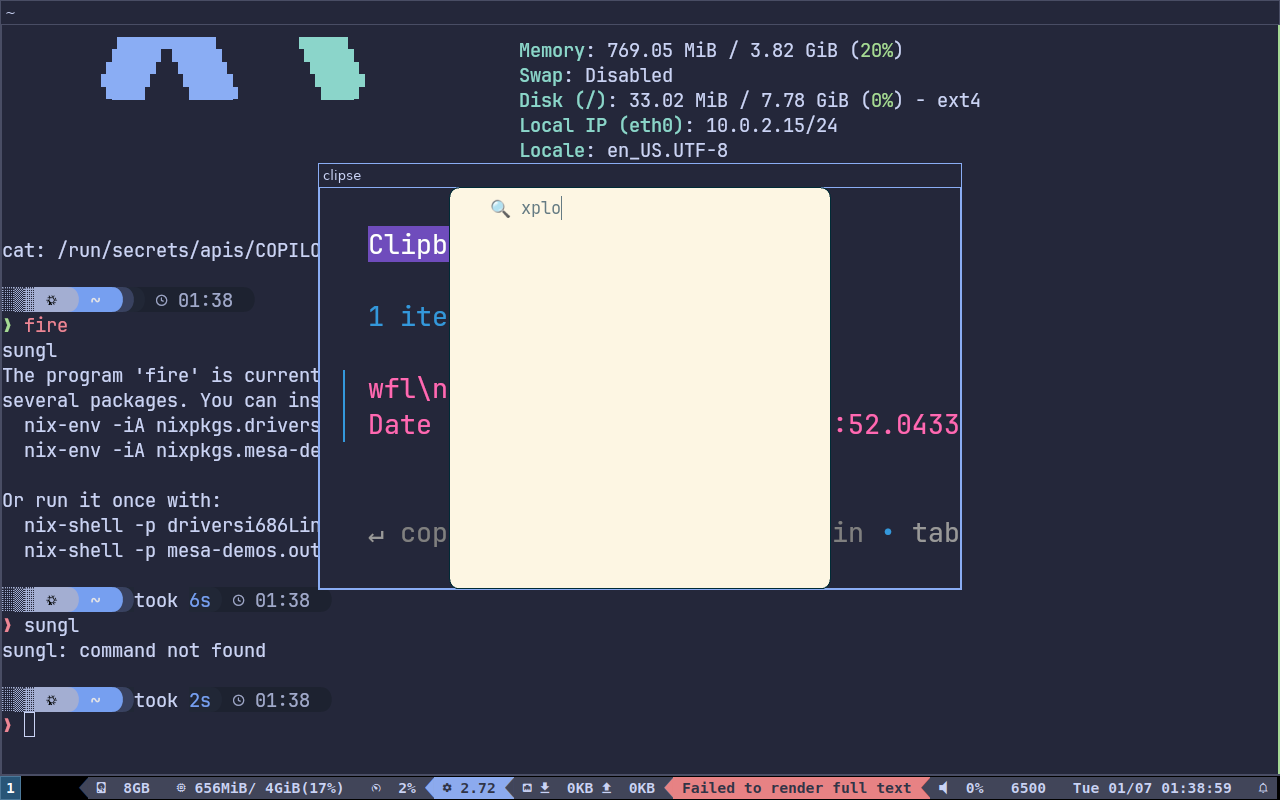 ~
Memory: 769.05 MiB / 3.82 GiB (20%)
Swap: Disabled
Disk (/): 33.02 MiB / 7.78 GiB (0%) - ext4
Local IP (eth0): 10.0.2.15/24
Locale: en_US.UTF-8
clipse
xplo
Clipb
1 ite
wfl\n
Date :52.0433
↵ cop in • tab
cat: /run/secrets/apis/COPILO
~ 01:38
❯ fire
sungl
The program 'fire' is current
several packages. You can ins
nix-env -iA nixpkgs.drivers
nix-env -iA nixpkgs.mesa-de
Or run it once with:
nix-shell -p driversi686Lin
nix-shell -p mesa-demos.out
~ took 6s 01:38
❯ sungl
sungl: command not found
~ took 2s 01:38
❯
1 8GB 656MiB/ 4GiB(17%) 2% 2.72 0KB 0KB Failed to render full text 0% 6500 Tue 01/07 01:38:59